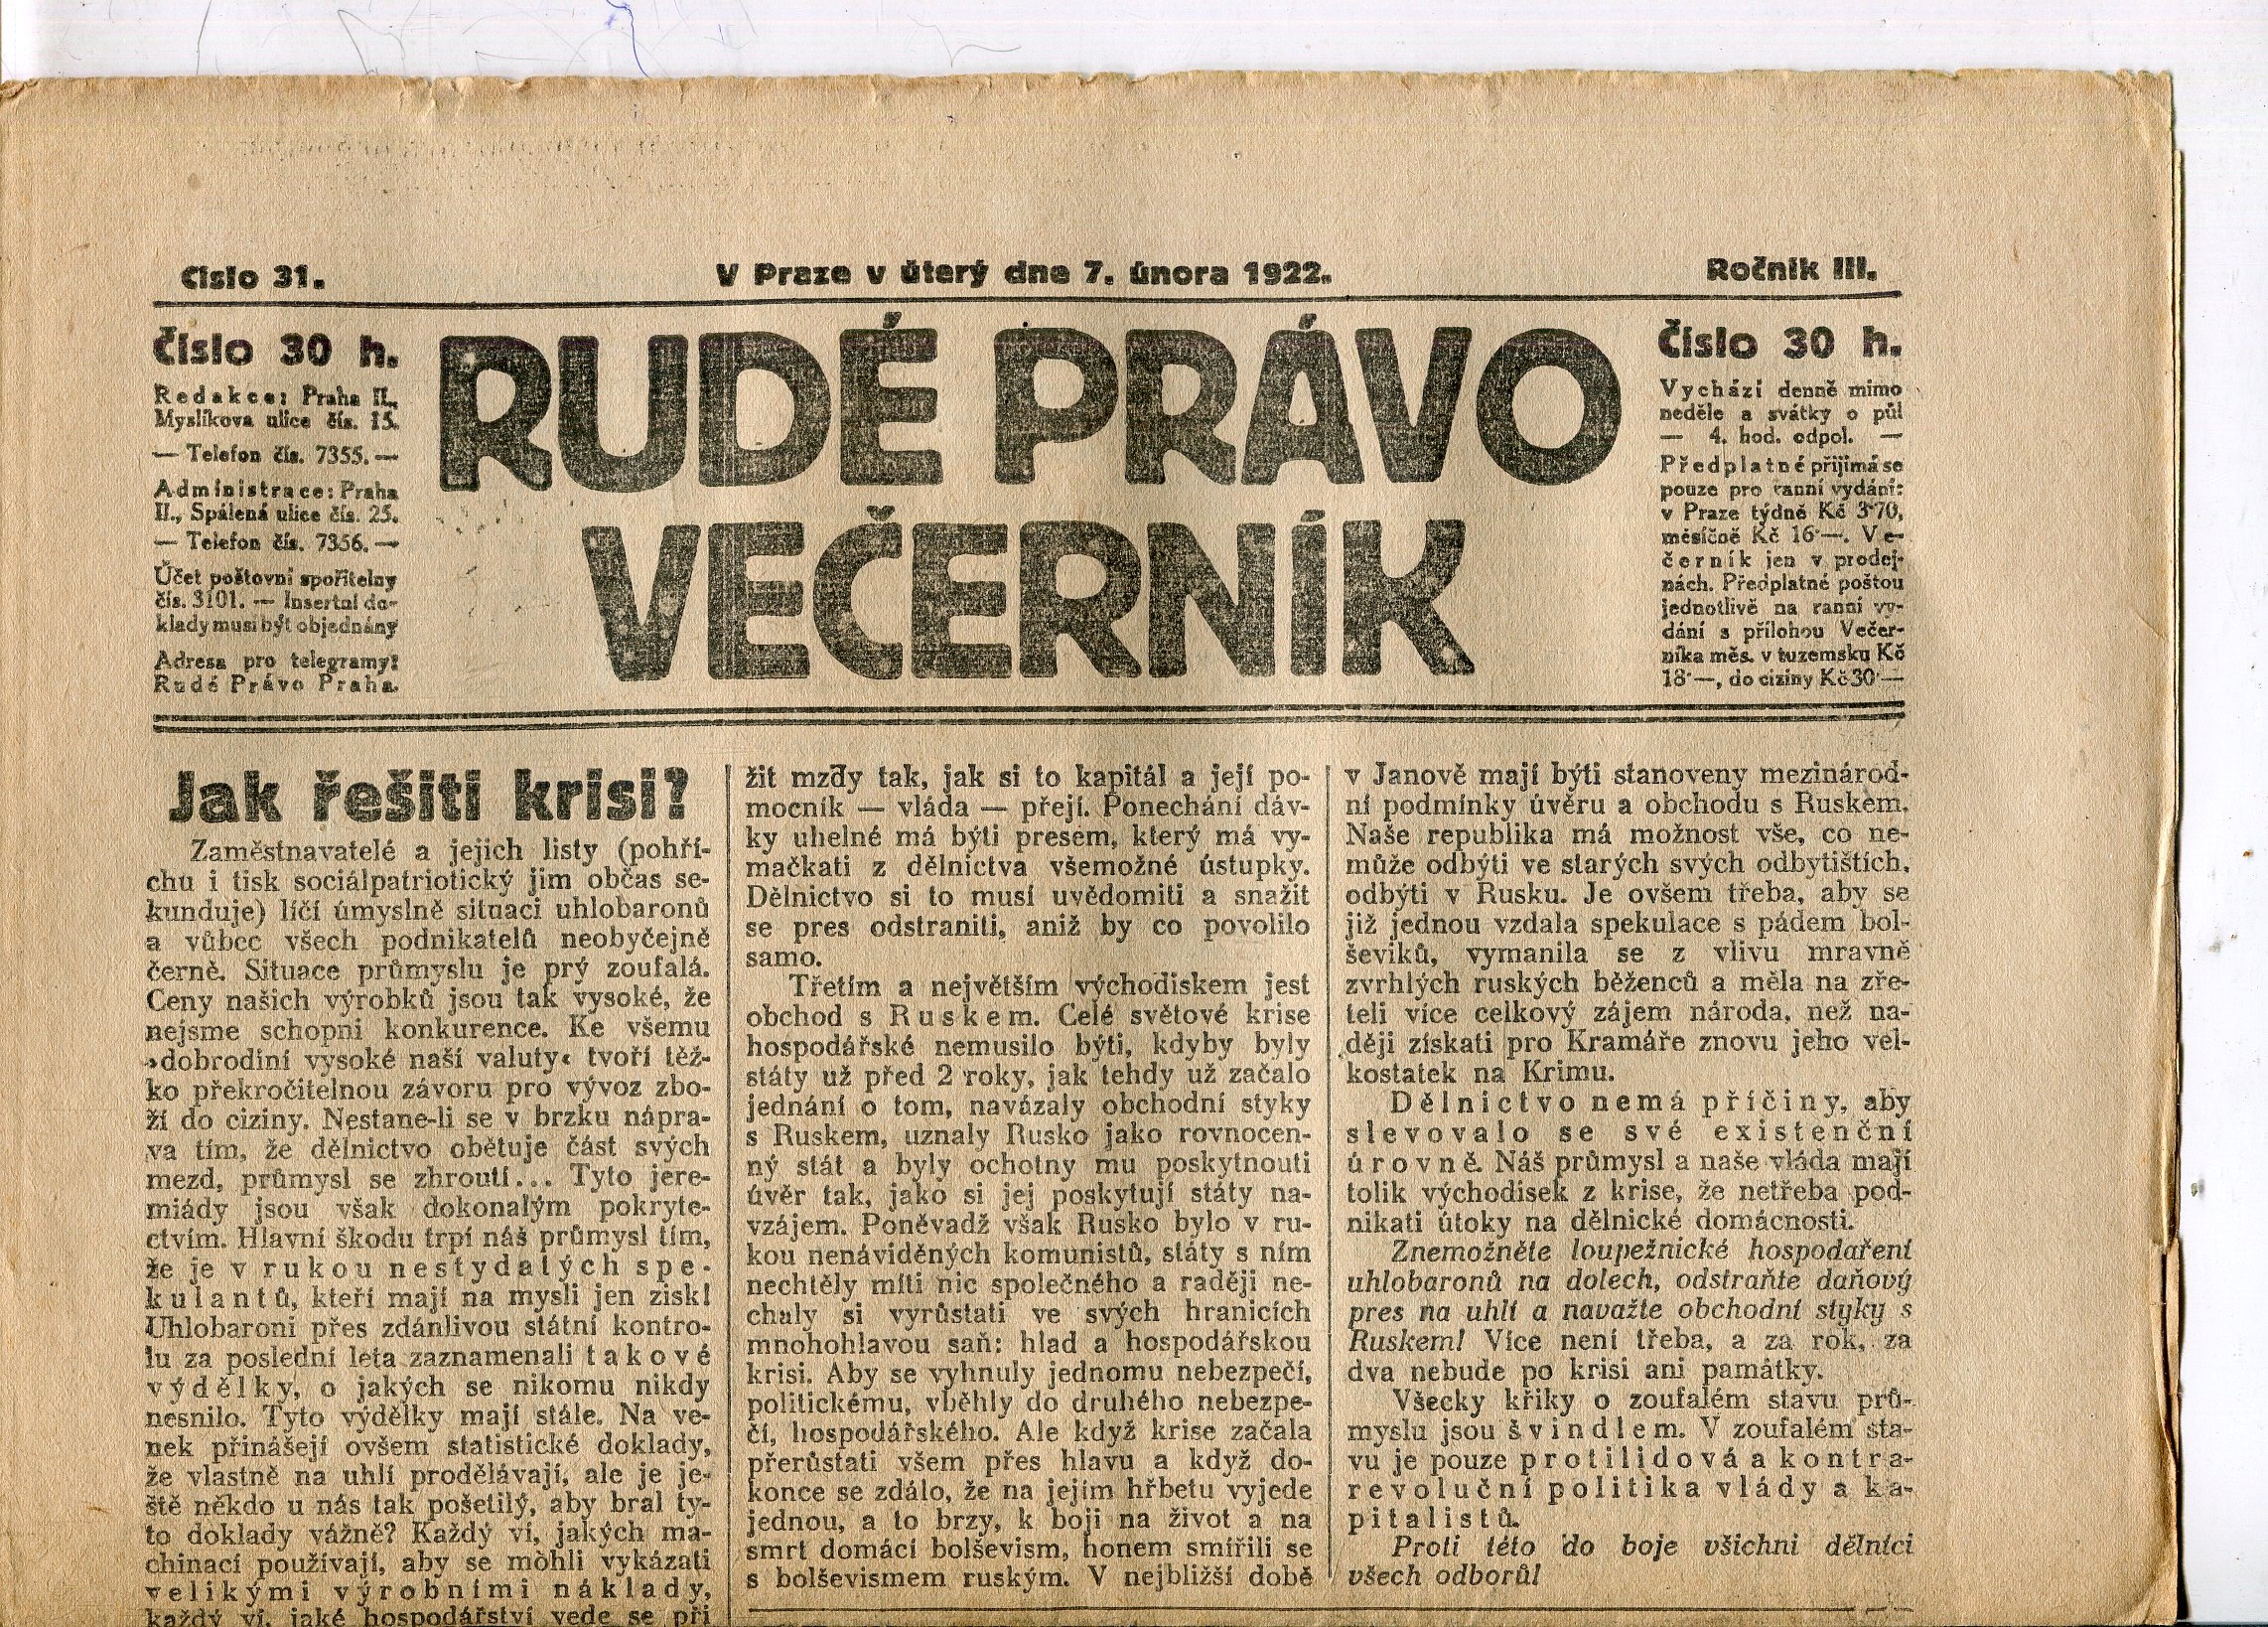 Číslo 31.
V Praze v úterý dne 7. února 1922.
Ročník III.
Číslo 30 h.
Redakce: Praha II.,
Myslíkova ulice čís. 15.
— Telefon čís. 7355. —
Administrace: Praha
II., Spálená ulice čís. 25.
— Telefon čís. 7356. —
Účet poštovní spořitelny
čís. 3101. — Insertní do-
klady musí být objednány
Adresa pro telegramy:
Rudé Právo Praha.
RUDÉ PRÁVO
VEČERNÍK
Číslo 30 h.
Vychází denně mimo
neděle a svátky o půl
— 4. hod. odpol. —
Předplatné přijímá se
pouze pro ranní vydání:
v Praze týdně Kč 3·70,
měsíčně Kč 16·—. Ve-
černík jen v prodej-
nách. Předplatné poštou
jednotlivě na ranní vy-
dání s přílohou Večer-
níka měs. v tuzemsku Kč
18·—, do ciziny Kč 30·—
Jak řešiti krisi?
Zaměstnavatelé a jejich listy (pohří-
chu i tisk sociálpatriotický jim občas se-
kunduje) líčí úmyslně situaci uhlobaronů
a vůbec všech podnikatelů neobyčejně
černě. Situace průmyslu je prý zoufalá.
Ceny našich výrobků jsou tak vysoké, že
nejsme schopni konkurence. Ke všemu
»dobrodiní vysoké naší valuty« tvoří těž-
ko překročitelnou závoru pro vývoz zbo-
ží do ciziny. Nestane-li se v brzku nápra-
va tím, že dělnictvo obětuje část svých
mezd, průmysl se zhroutí... Tyto jere-
miády jsou však dokonalým pokryte-
ctvím. Hlavní škodu trpí náš průmysl tím,
že je v rukou nestydatých spe-
kulantů, kteří mají na mysli jen zisk!
Uhlobaroni přes zdánlivou státní kontro-
lu za poslední leta zaznamenali takové
výdělky, o jakých se nikomu nikdy
nesnilo. Tyto výdělky mají stále. Na ve-
nek přinášejí ovšem statistické doklady,
že vlastně na uhlí prodělávají, ale je je-
ště někdo u nás tak pošetilý, aby bral ty-
to doklady vážně? Každý ví, jakých ma-
chinací používají, aby se mohli vykázati
velikými výrobními náklady,
každý ví, jaké hospodářství vede se při
žit mzdy tak, jak si to kapitál a její po-
mocník — vláda — přejí. Ponechání dáv-
ky uhelné má býti presem, který má vy-
mačkati z dělnictva všemožné ústupky.
Dělnictvo si to musí uvědomiti a snažit
se pres odstraniti, aniž by co povolilo
samo.
Třetím a největším východiskem jest
obchod s Ruskem. Celé světové krise
hospodářské nemusilo býti, kdyby byly
státy už před 2 roky, jak tehdy už začalo
jednání o tom, navázaly obchodní styky
s Ruskem, uznaly Rusko jako rovnocen-
ný stát a byly ochotny mu poskytnouti
úvěr tak, jako si jej poskytují státy na-
vzájem. Poněvadž však Rusko bylo v ru-
kou nenáviděných komunistů, státy s ním
nechtěly míti nic společného a raději ne-
chaly si vyrůstati ve svých hranicích
mnohohlavou saň: hlad a hospodářskou
krisi. Aby se vyhnuly jednomu nebezpečí,
politickému, vběhly do druhého nebezpe-
čí, hospodářského. Ale když krise začala
přerůstati všem přes hlavu a když do-
konce se zdálo, že na jejím hřbetu vyjede
jednou, a to brzy, k boji na život a na
smrt domácí bolševism, honem smířili se
s bolševismem ruským. V nejbližší době
v Janově mají býti stanoveny mezinárod-
ní podmínky úvěru a obchodu s Ruskem.
Naše republika má možnost vše, co ne-
může odbýti ve starých svých odbytištích,
odbýti v Rusku. Je ovšem třeba, aby se
již jednou vzdala spekulace s pádem bol-
ševiků, vymanila se z vlivu mravně
zvrhlých ruských běženců a měla na zře-
teli více celkový zájem národa, než na-
ději získati pro Kramáře znovu jeho vel-
kostatek na Krimu.
Dělnictvo nemá příčiny, aby
slevovalo se své existenční
úrovně. Náš průmysl a naše vláda mají
tolik východisek z krise, že netřeba pod-
nikati útoky na dělnické domácnosti.
Znemožněte loupežnické hospodaření
uhlobaronů na dolech, odstraňte daňový
pres na uhlí a navažte obchodní styky s
Ruskem! Více není třeba, a za rok, za
dva nebude po krisi ani památky.
Všecky křiky o zoufalém stavu prů-
myslu jsou švindlem. V zoufalém sta-
vu je pouze protilidová a kontra-
revoluční politika vlády a ka-
pitalistů.
Proti této do boje všichni dělníci
všech odborů!